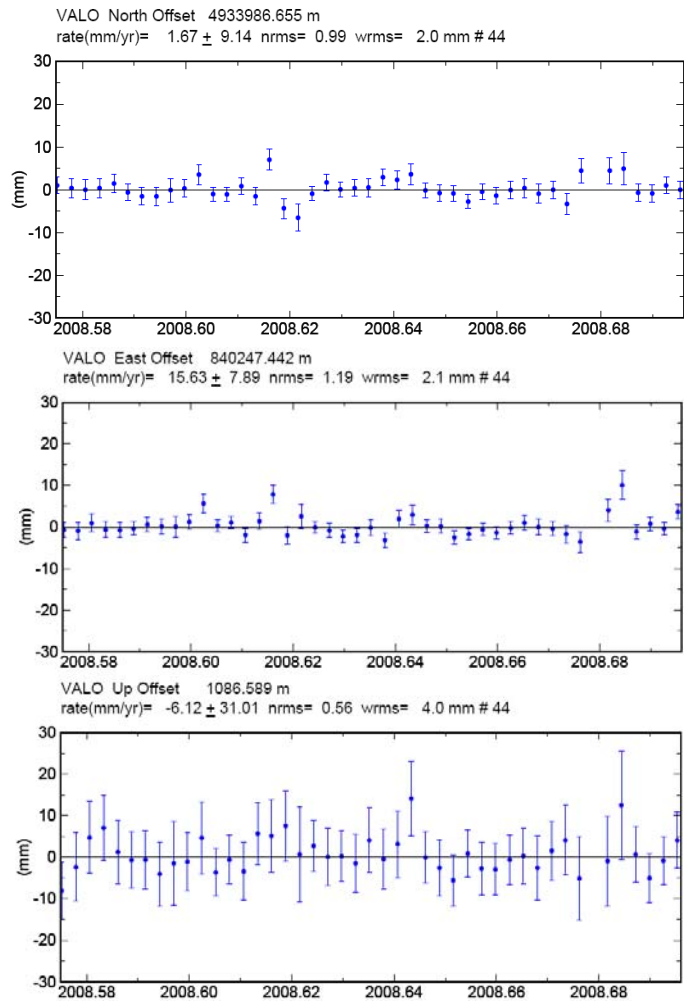 VALO North Offset 4933986.655 m
rate(mm/yr)= 1.67 ± 9.14 nrms= 0.99 wrms= 2.0 mm # 44
30
20
10
0
-10
-20
-30
(mm)
2008.58 2008.60 2008.62 2008.64 2008.66 2008.68
VALO East Offset 840247.442 m
rate(mm/yr)= 15.63 ± 7.89 nrms= 1.19 wrms= 2.1 mm # 44
30
20
10
0
-10
-20
-30
(mm)
2008.58 2008.60 2008.62 2008.64 2008.66 2008.68
VALO Up Offset 1086.589 m
rate(mm/yr)= -6.12 ± 31.01 nrms= 0.56 wrms= 4.0 mm # 44
30
20
10
0
-10
-20
-30
(mm)
2008.58 2008.60 2008.62 2008.64 2008.66 2008.68